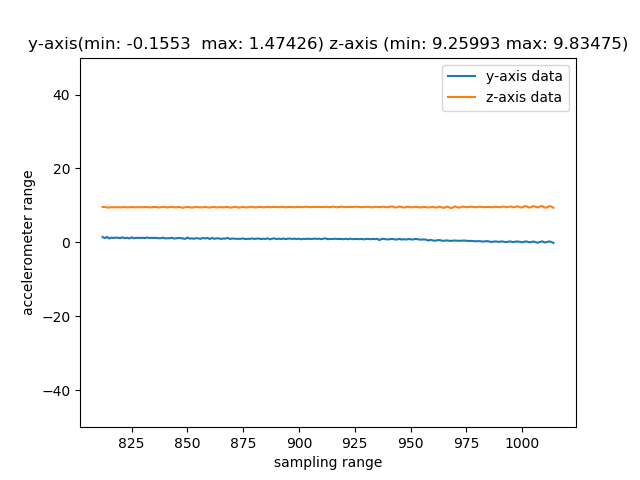 y-axis(min: -0.1553  max: 1.47426) z-axis (min: 9.25993 max: 9.83475)
y-axis data
z-axis data
40
20
0
−20
−40
accelerometer range
825 850 875 900 925 950 975 1000
sampling range